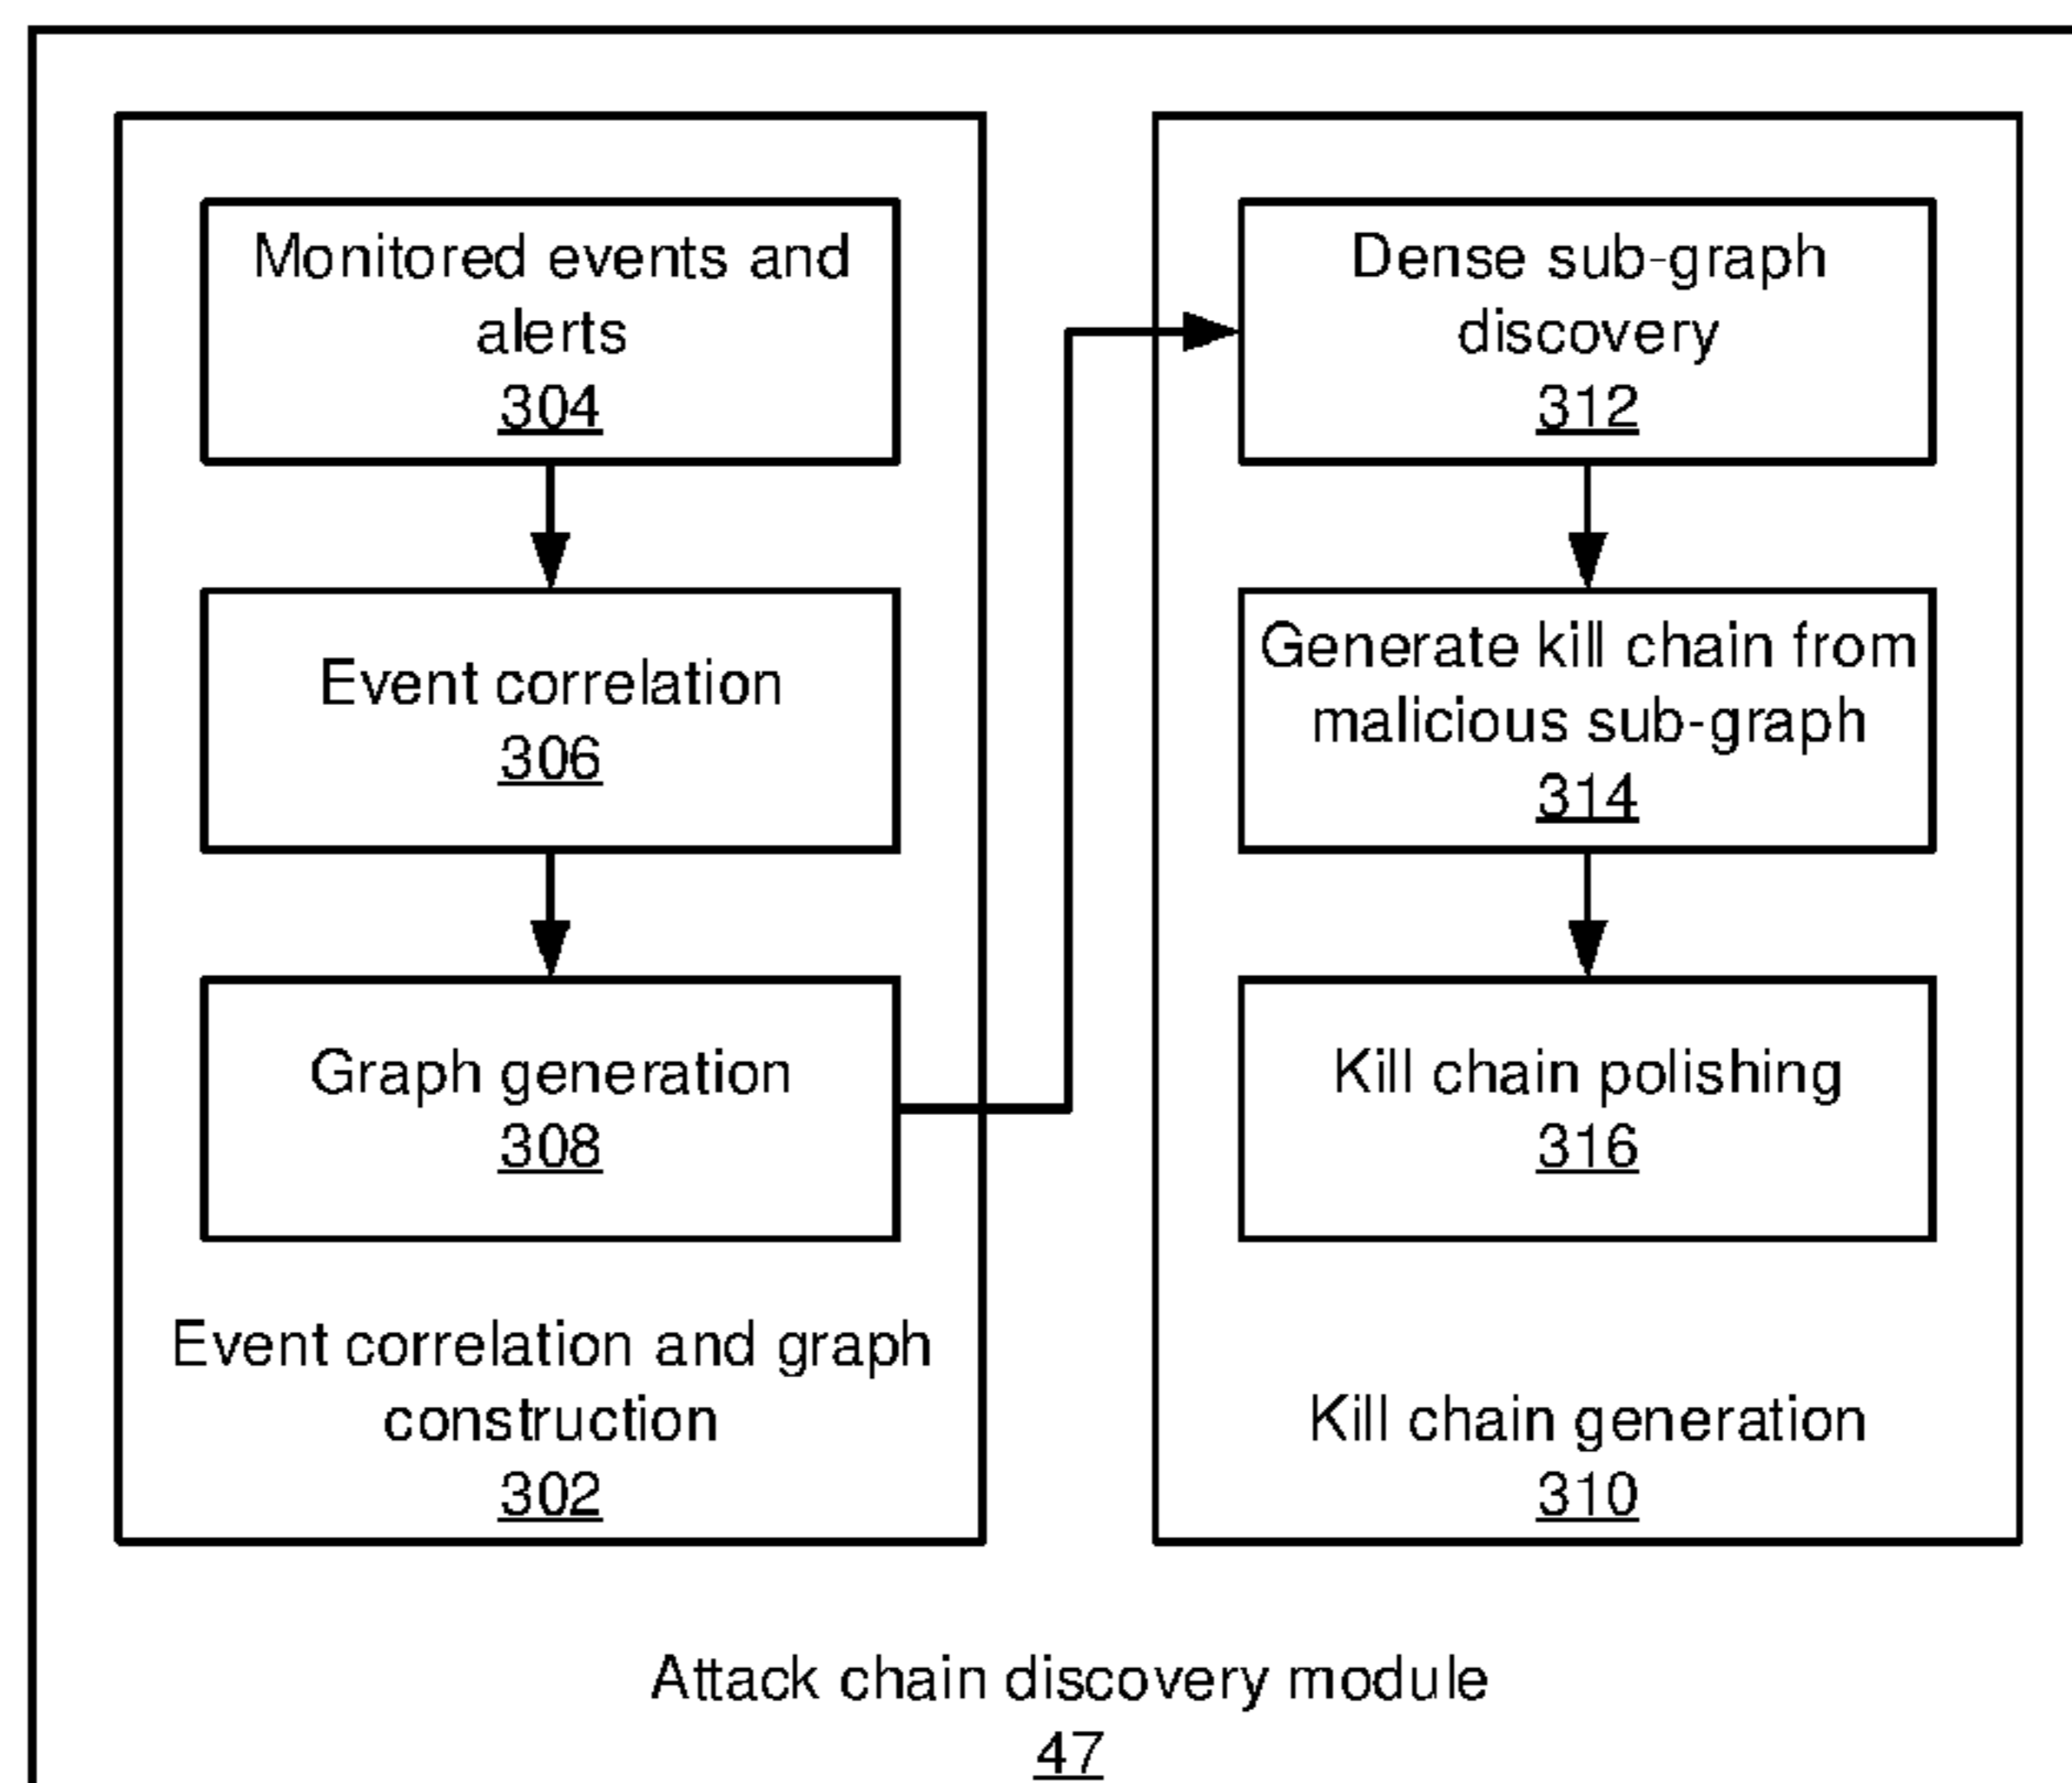 Monitored events and
alerts
304
Event correlation
306
Graph generation
308
Event correlation and graph
construction
302
Dense sub-graph
discovery
312
Generate kill chain from
malicious sub-graph
314
Kill chain polishing
316
Kill chain generation
310
Attack chain discovery module
47